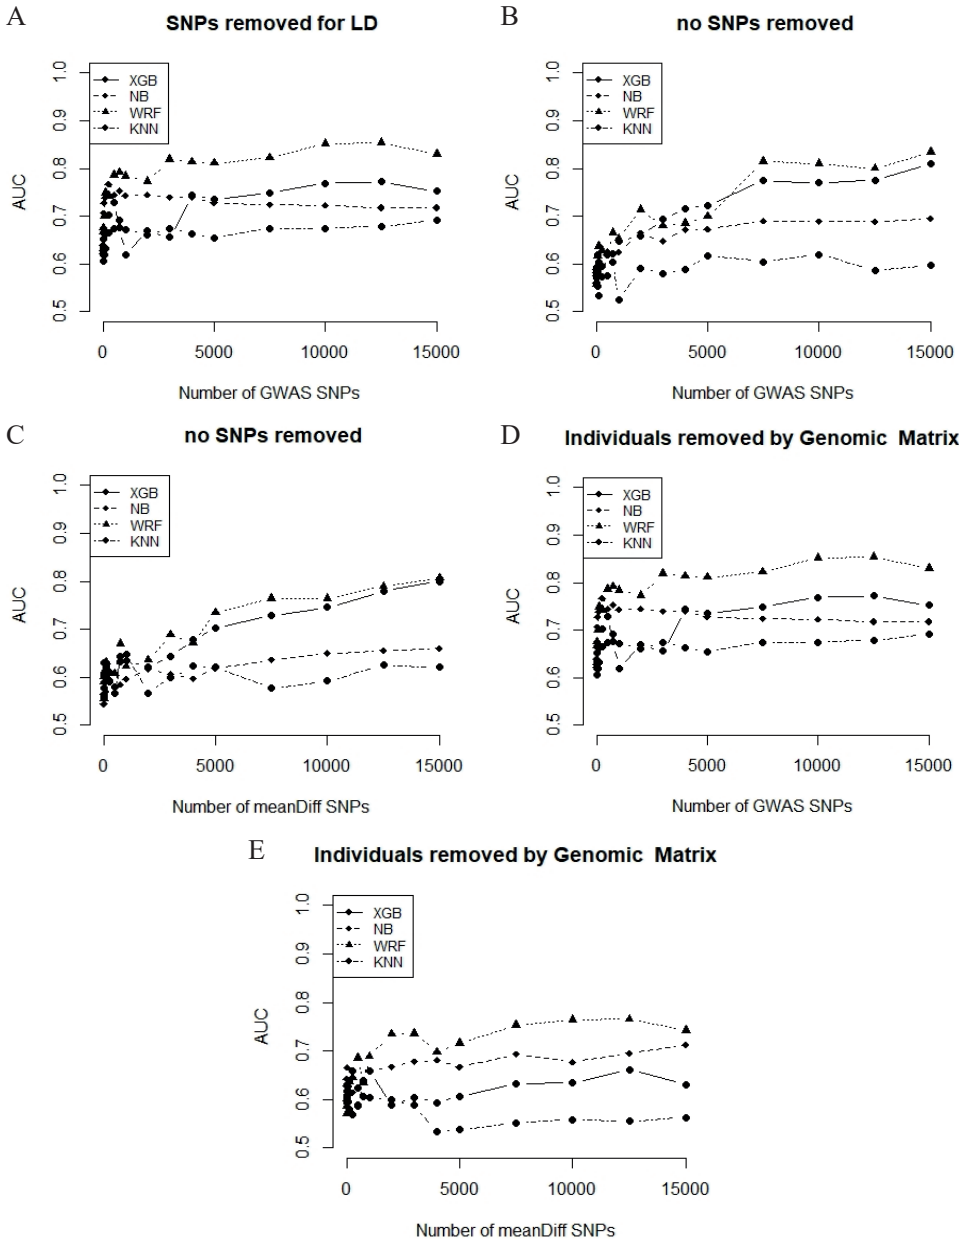 A
SNPs removed for LD
AUC
1.0
0.9
0.8
0.7
0.6
0.5
XGB
NB
WRF
KNN
0 5000 10000 15000
Number of GWAS SNPs
B
no SNPs removed
AUC
1.0
0.9
0.8
0.7
0.6
0.5
XGB
NB
WRF
KNN
0 5000 10000 15000
Number of GWAS SNPs
C
no SNPs removed
AUC
1.0
0.9
0.8
0.7
0.6
0.5
XGB
NB
WRF
KNN
0 5000 10000 15000
Number of meanDiff SNPs
D
Individuals removed by Genomic Matrix
AUC
1.0
0.9
0.8
0.7
0.6
0.5
XGB
NB
WRF
KNN
0 5000 10000 15000
Number of GWAS SNPs
E
Individuals removed by Genomic Matrix
AUC
1.0
0.9
0.8
0.7
0.6
0.5
XGB
NB
WRF
KNN
0 5000 10000 15000
Number of meanDiff SNPs